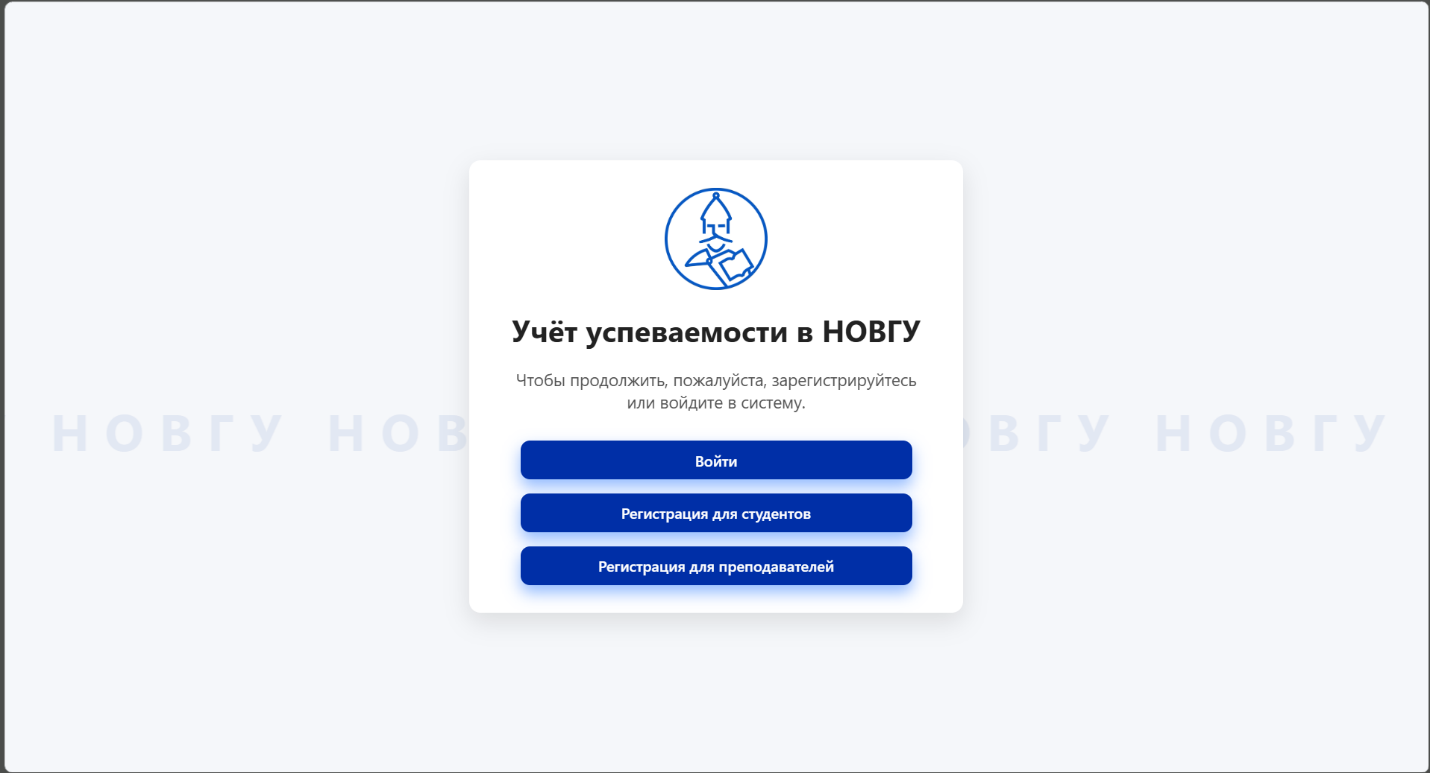 Учёт успеваемости в НОВГУ
Чтобы продолжить, пожалуйста, зарегистрируйтесь
или войдите в систему.
НОВГУ НОВ ВГУ НОВГУ
Войти
Регистрация для студентов
Регистрация для преподавателей